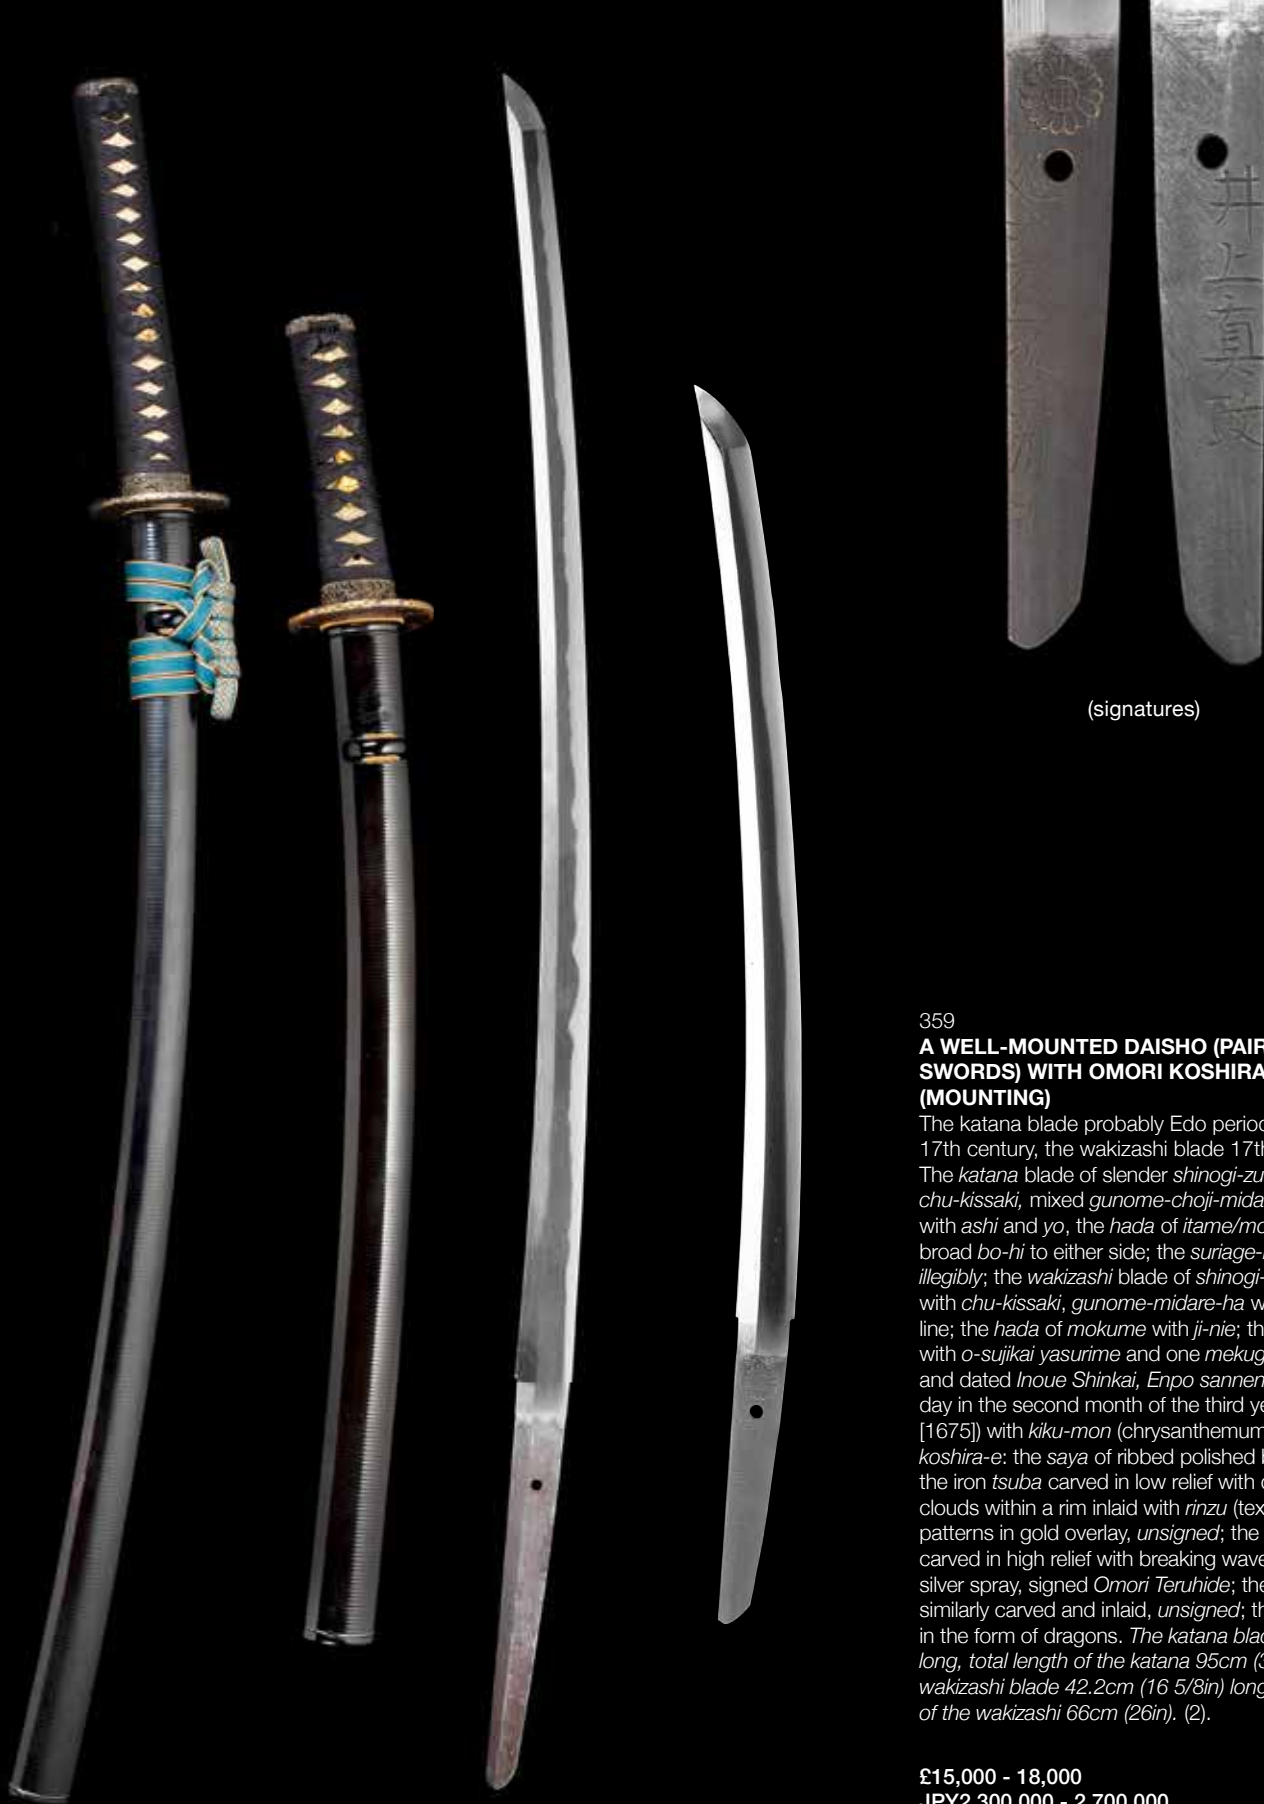 井上真改
(signatures)
359
A WELL-MOUNTED DAISHO (PAIR
SWORDS) WITH OMORI KOSHIRA
(MOUNTING)
The katana blade probably Edo period
17th century, the wakizashi blade 17th
The katana blade of slender shinogi-zu
chu-kissaki, mixed gunome-choji-mida
with ashi and yo, the hada of itame/mo
broad bo-hi to either side; the suriage-
illegibly; the wakizashi blade of shinogi-
with chu-kissaki, gunome-midare-ha w
line; the hada of mokume with ji-nie; th
with o-sujikai yasurime and one mekug
and dated Inoue Shinkai, Enpo sannen
day in the second month of the third ye
[1675]) with kiku-mon (chrysanthemum
koshira-e: the saya of ribbed polished
the iron tsuba carved in low relief with
clouds within a rim inlaid with rinzu (tex
patterns in gold overlay, unsigned; the
carved in high relief with breaking wave
silver spray, signed Omori Teruhide; the
similarly carved and inlaid, unsigned; th
in the form of dragons. The katana blad
long, total length of the katana 95cm (3
wakizashi blade 42.2cm (16 5/8in) long
of the wakizashi 66cm (26in). (2).
£15,000 - 18,000
JPY2,300,000 - 2,700,000